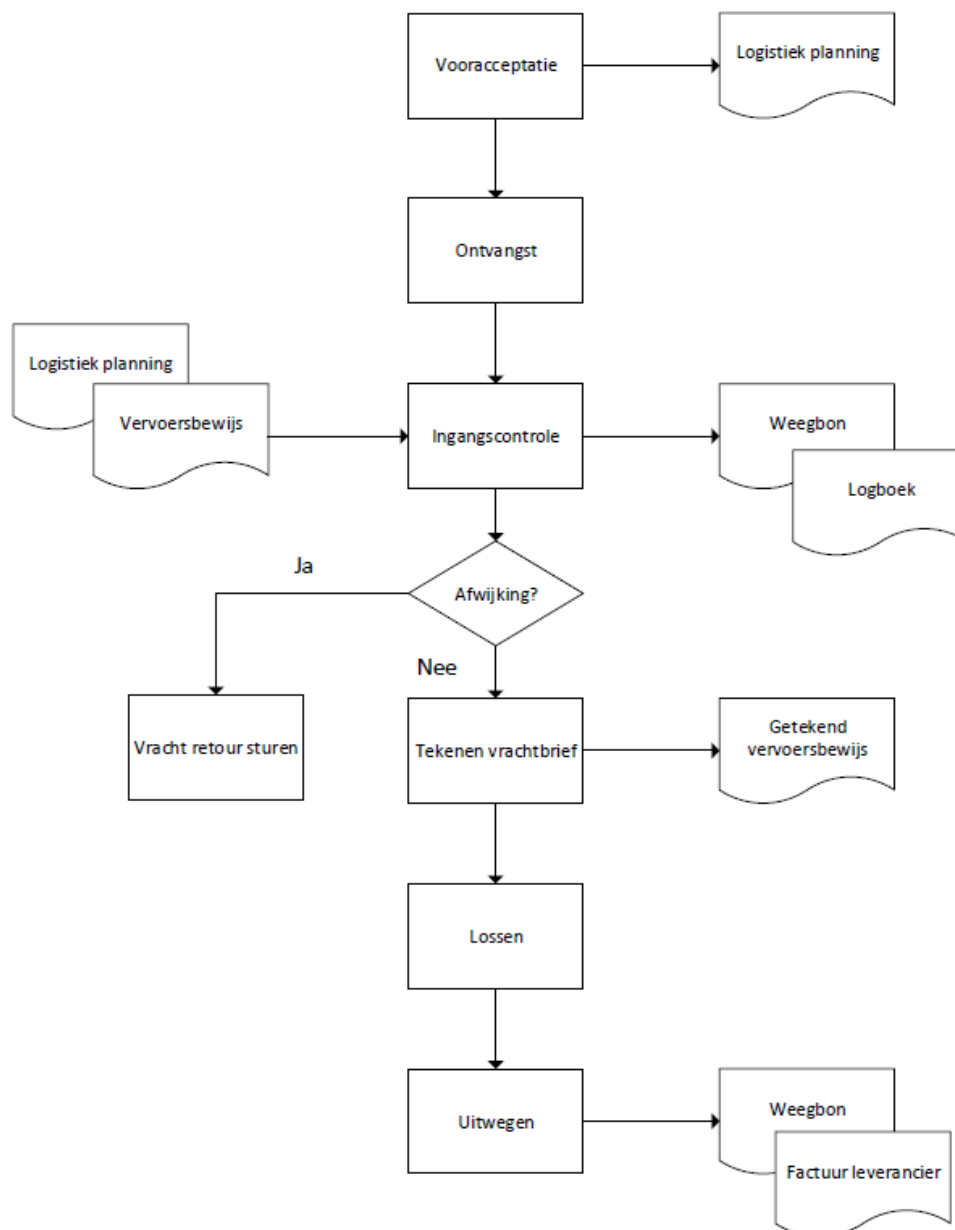 Vooracceptatie
Logistiek planning
Ontvangst
Logistiek planning
Vervoersbewijs
Ingangscontrole
Weegbon
Logboek
Ja
Afwijking?
Nee
Vracht retour sturen
Tekenen vrachtbrief
Getekend
vervoersbewijs
Lossen
Uitwegen
Weegbon
Factuur leverancier